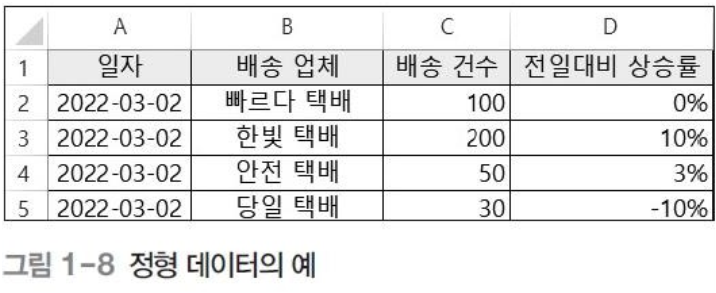 A B C D
1 일자 배송 업체 배송 건수 전일대비 상승률
2 2022-03-02 빠르다 택배 100 0%
3 2022-03-02 한빛 택배 200 10%
4 2022-03-02 안전 택배 50 3%
5 2022-03-02 당일 택배 30 -10%
그림 1-8 정형 데이터의 예